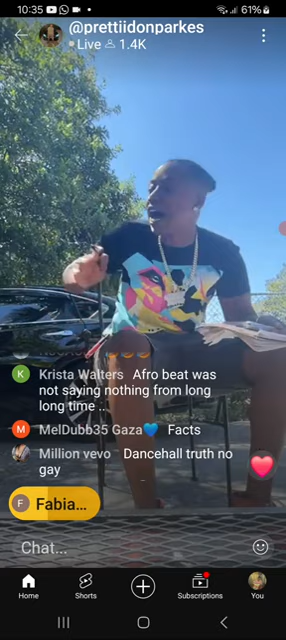 10:35
61%
@prettiidonparkes
Live 1.4K
Krista Walters Afro beat was
not saying nothing from long
long time ..
MelDubb35 Gaza💙 Facts
Million vevo Dancehall truth no
gay
F Fabia...
Chat...
Home Shorts Subscriptions You